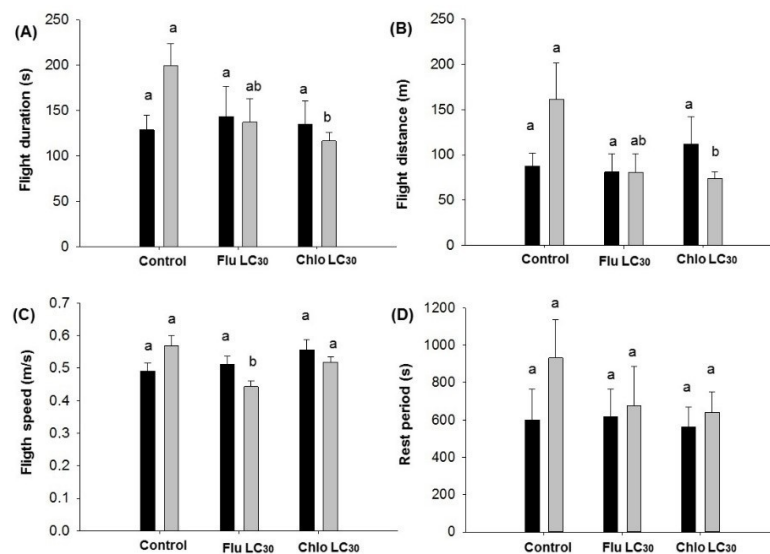 (A)
Flight duration (s)
250
200
150
100
50
0
a a a ab a b
Control Flu LC30 Chlo LC30
(B)
Flight distance (m)
250
200
150
100
50
0
a a a ab a b
Control Flu LC30 Chlo LC30
(C)
Fligth speed (m/s)
0.7
0.6
0.5
0.4
0.3
0.2
0.1
0.0
a a a b a a
Control Flu LC30 Chlo LC30
(D)
Rest period (s)
1200
1000
800
600
400
200
0
a a a a a a
Control Flu LC30 Chlo LC30